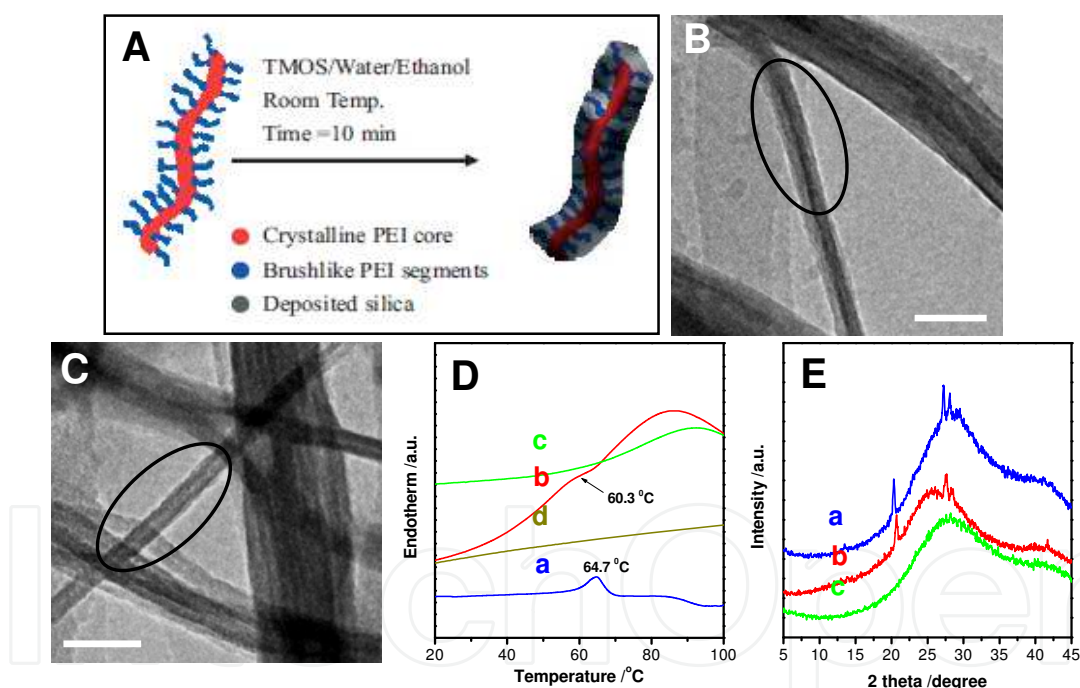 A
TMOS/Water/Ethanol
Room Temp.
Time =10 min
Crystalline PEI core
Brushlike PEI segments
Deposited silica
B
C
D
c
b
60.3 °C
d
a
64.7 °C
Endotherm /a.u.
20 40 60 80 100
Temperature /°C
E
a
b
c
Intensity /a.u.
5 10 15 20 25 30 35 40 45
2 theta /degree